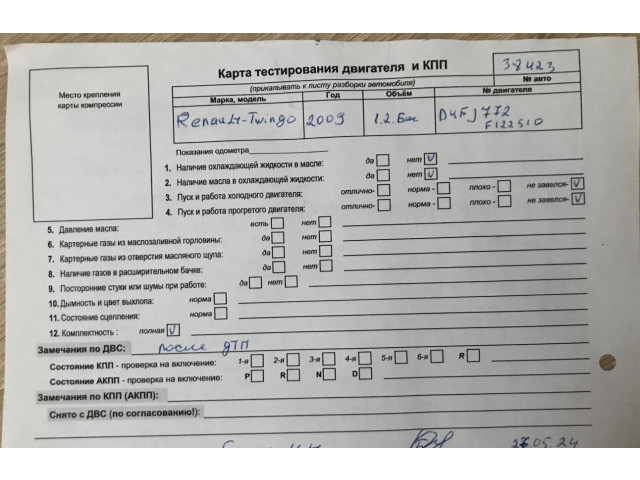 Карта тестирования двигателя и КПП
(прикалывать к листу разборки автомобиля)
38423
№ авто
Место крепления карты компрессии
Марка, модель Год Объём № двигателя
Renault-Twingo 2009 1.2. Бен D4FJ772
F122510
Показания одометра
1. Наличие охлаждающей жидкости в масле: да нет V
2. Наличие масла в охлаждающей жидкости: да нет V
3. Пуск и работа холодного двигателя: отлично- норма - плохо - не завелся- V
4. Пуск и работа прогретого двигателя: отлично- норма - плохо - не завелся- V
5. Давление масла: есть нет
6. Картерные газы из маслозаливной горловины: да нет
7. Картерные газы из отверстия масляного щупа: да нет
8. Наличие газов в расширительном бачке: да нет
9. Посторонние стуки или шумы при работе: да нет
10. Дымность и цвет выхлопа: норма
11. Состояние сцепления: норма
12. Комплектность : полная V
Замечания по ДВС: после ДТП
Состояние КПП - проверка на включение: 1-я 2-я 3-я 4-я 5-я 6-я R
Состояние АКПП - проверка на включение: P R N D
Замечания по КПП (АКПП):
Снято с ДВС (по согласованию!):
27.05.24